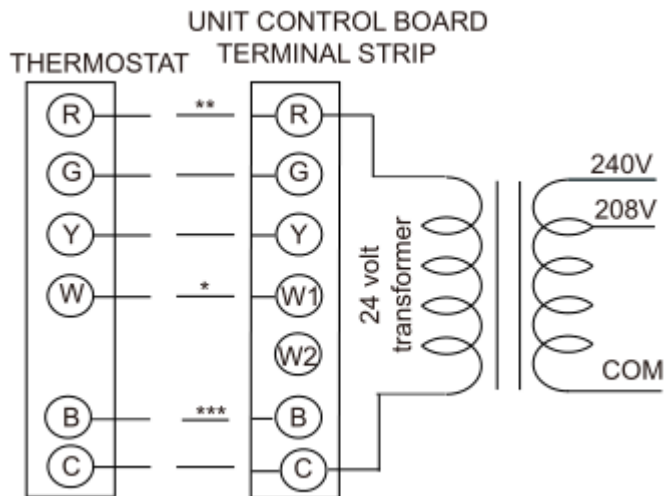 UNIT CONTROL BOARD
TERMINAL STRIP
THERMOSTAT
R ** R
G G
Y Y
W * W1
W2
B *** B
C C
24 volt
transformer
240V
208V
COM